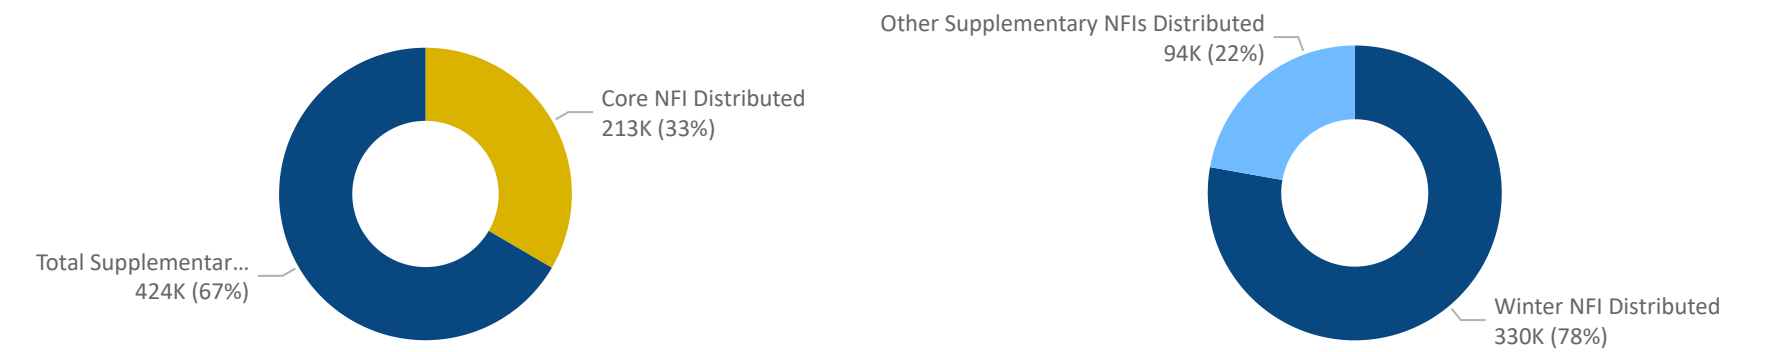 Core NFI Distributed
213K (33%)
Total Supplementar...
424K (67%)
Other Supplementary NFIs Distributed
94K (22%)
Winter NFI Distributed
330K (78%)